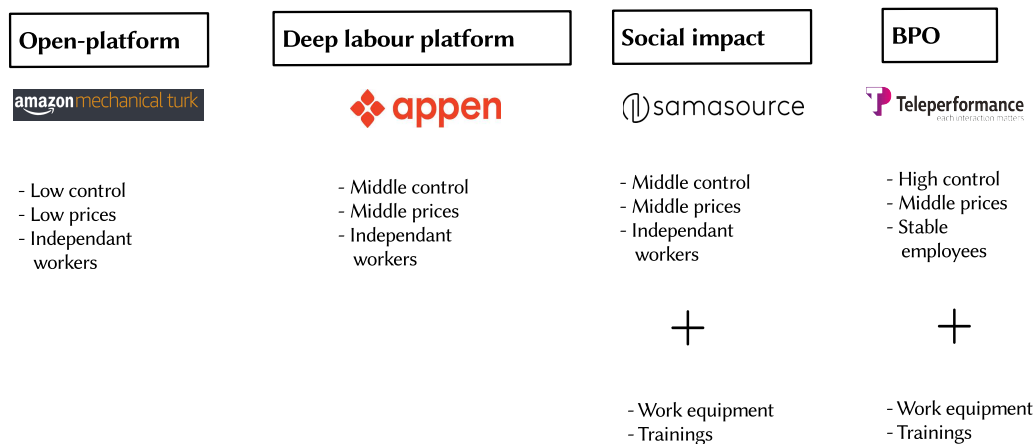 Open-platform
amazon mechanical turk
- Low control
- Low prices
- Independant
workers
Deep labour platform
appen
- Middle control
- Middle prices
- Independant
workers
Social impact
samasource
- Middle control
- Middle prices
- Independant
workers
+
- Work equipment
- Trainings
BPO
Teleperformance
each interaction matters
- High control
- Middle prices
- Stable
employees
+
- Work equipment
- Trainings